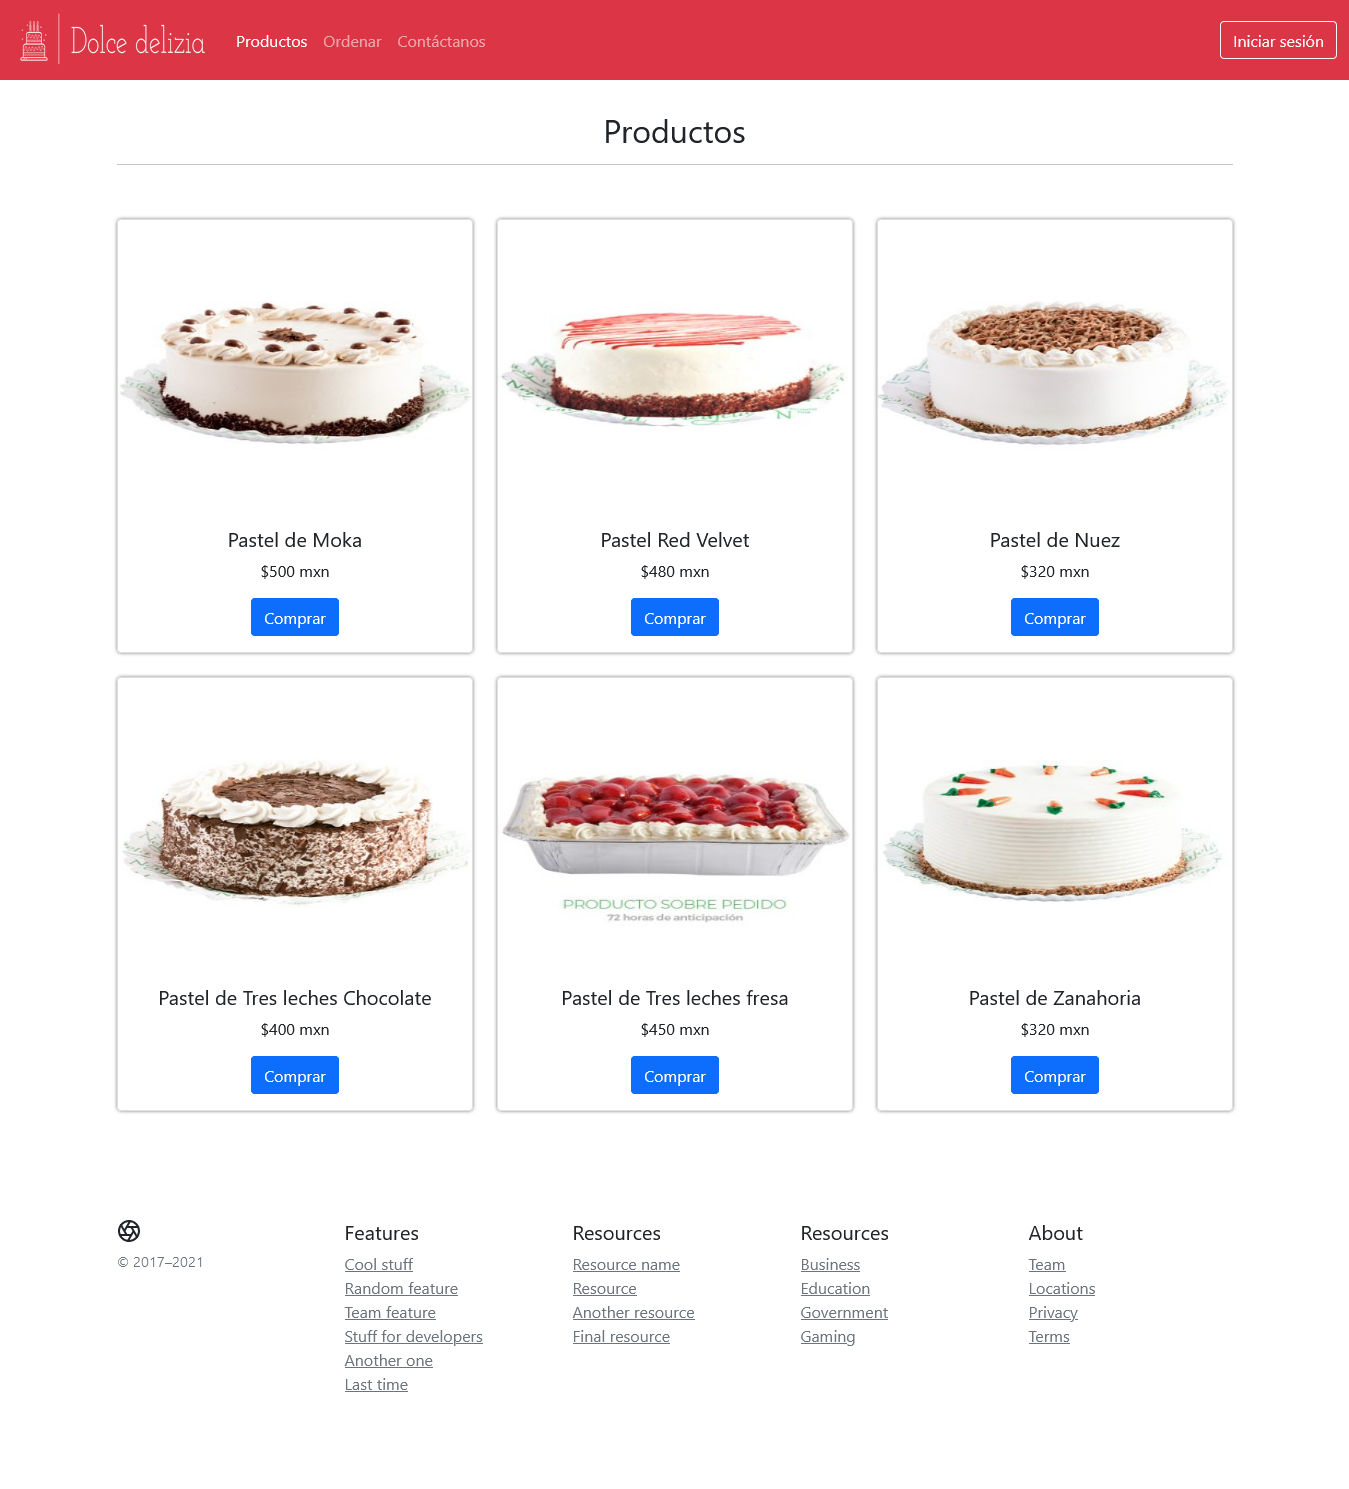 Dolce delizia
Productos
Ordenar
Contáctanos
Iniciar sesión
Productos
Pastel de Moka
$500 mxn
Comprar
Pastel Red Velvet
$480 mxn
Comprar
Pastel de Nuez
$320 mxn
Comprar
Pastel de Tres leches Chocolate
$400 mxn
Comprar
PRODUCTO SOBRE PEDIDO
72 horas de anticipación
Pastel de Tres leches fresa
$450 mxn
Comprar
Pastel de Zanahoria
$320 mxn
Comprar
© 2017–2021
Features
Cool stuff
Random feature
Team feature
Stuff for developers
Another one
Last time
Resources
Resource name
Resource
Another resource
Final resource
Resources
Business
Education
Government
Gaming
About
Team
Locations
Privacy
Terms